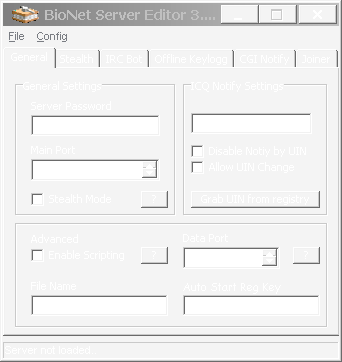 BioNet Server Editor 3....
File Config
General Stealth IRC Bot Offline Keylogg CGI Notify Joiner
General Settings
ICQ Notify Settings
Server Password
Main Port
Disable Notify by UIN
Allow UIN Change
Stealth Mode ?
Grab UIN from registry
Advanced
Data Port
Enable Scripting ? ?
File Name
Auto Start Reg Key
Server not loaded